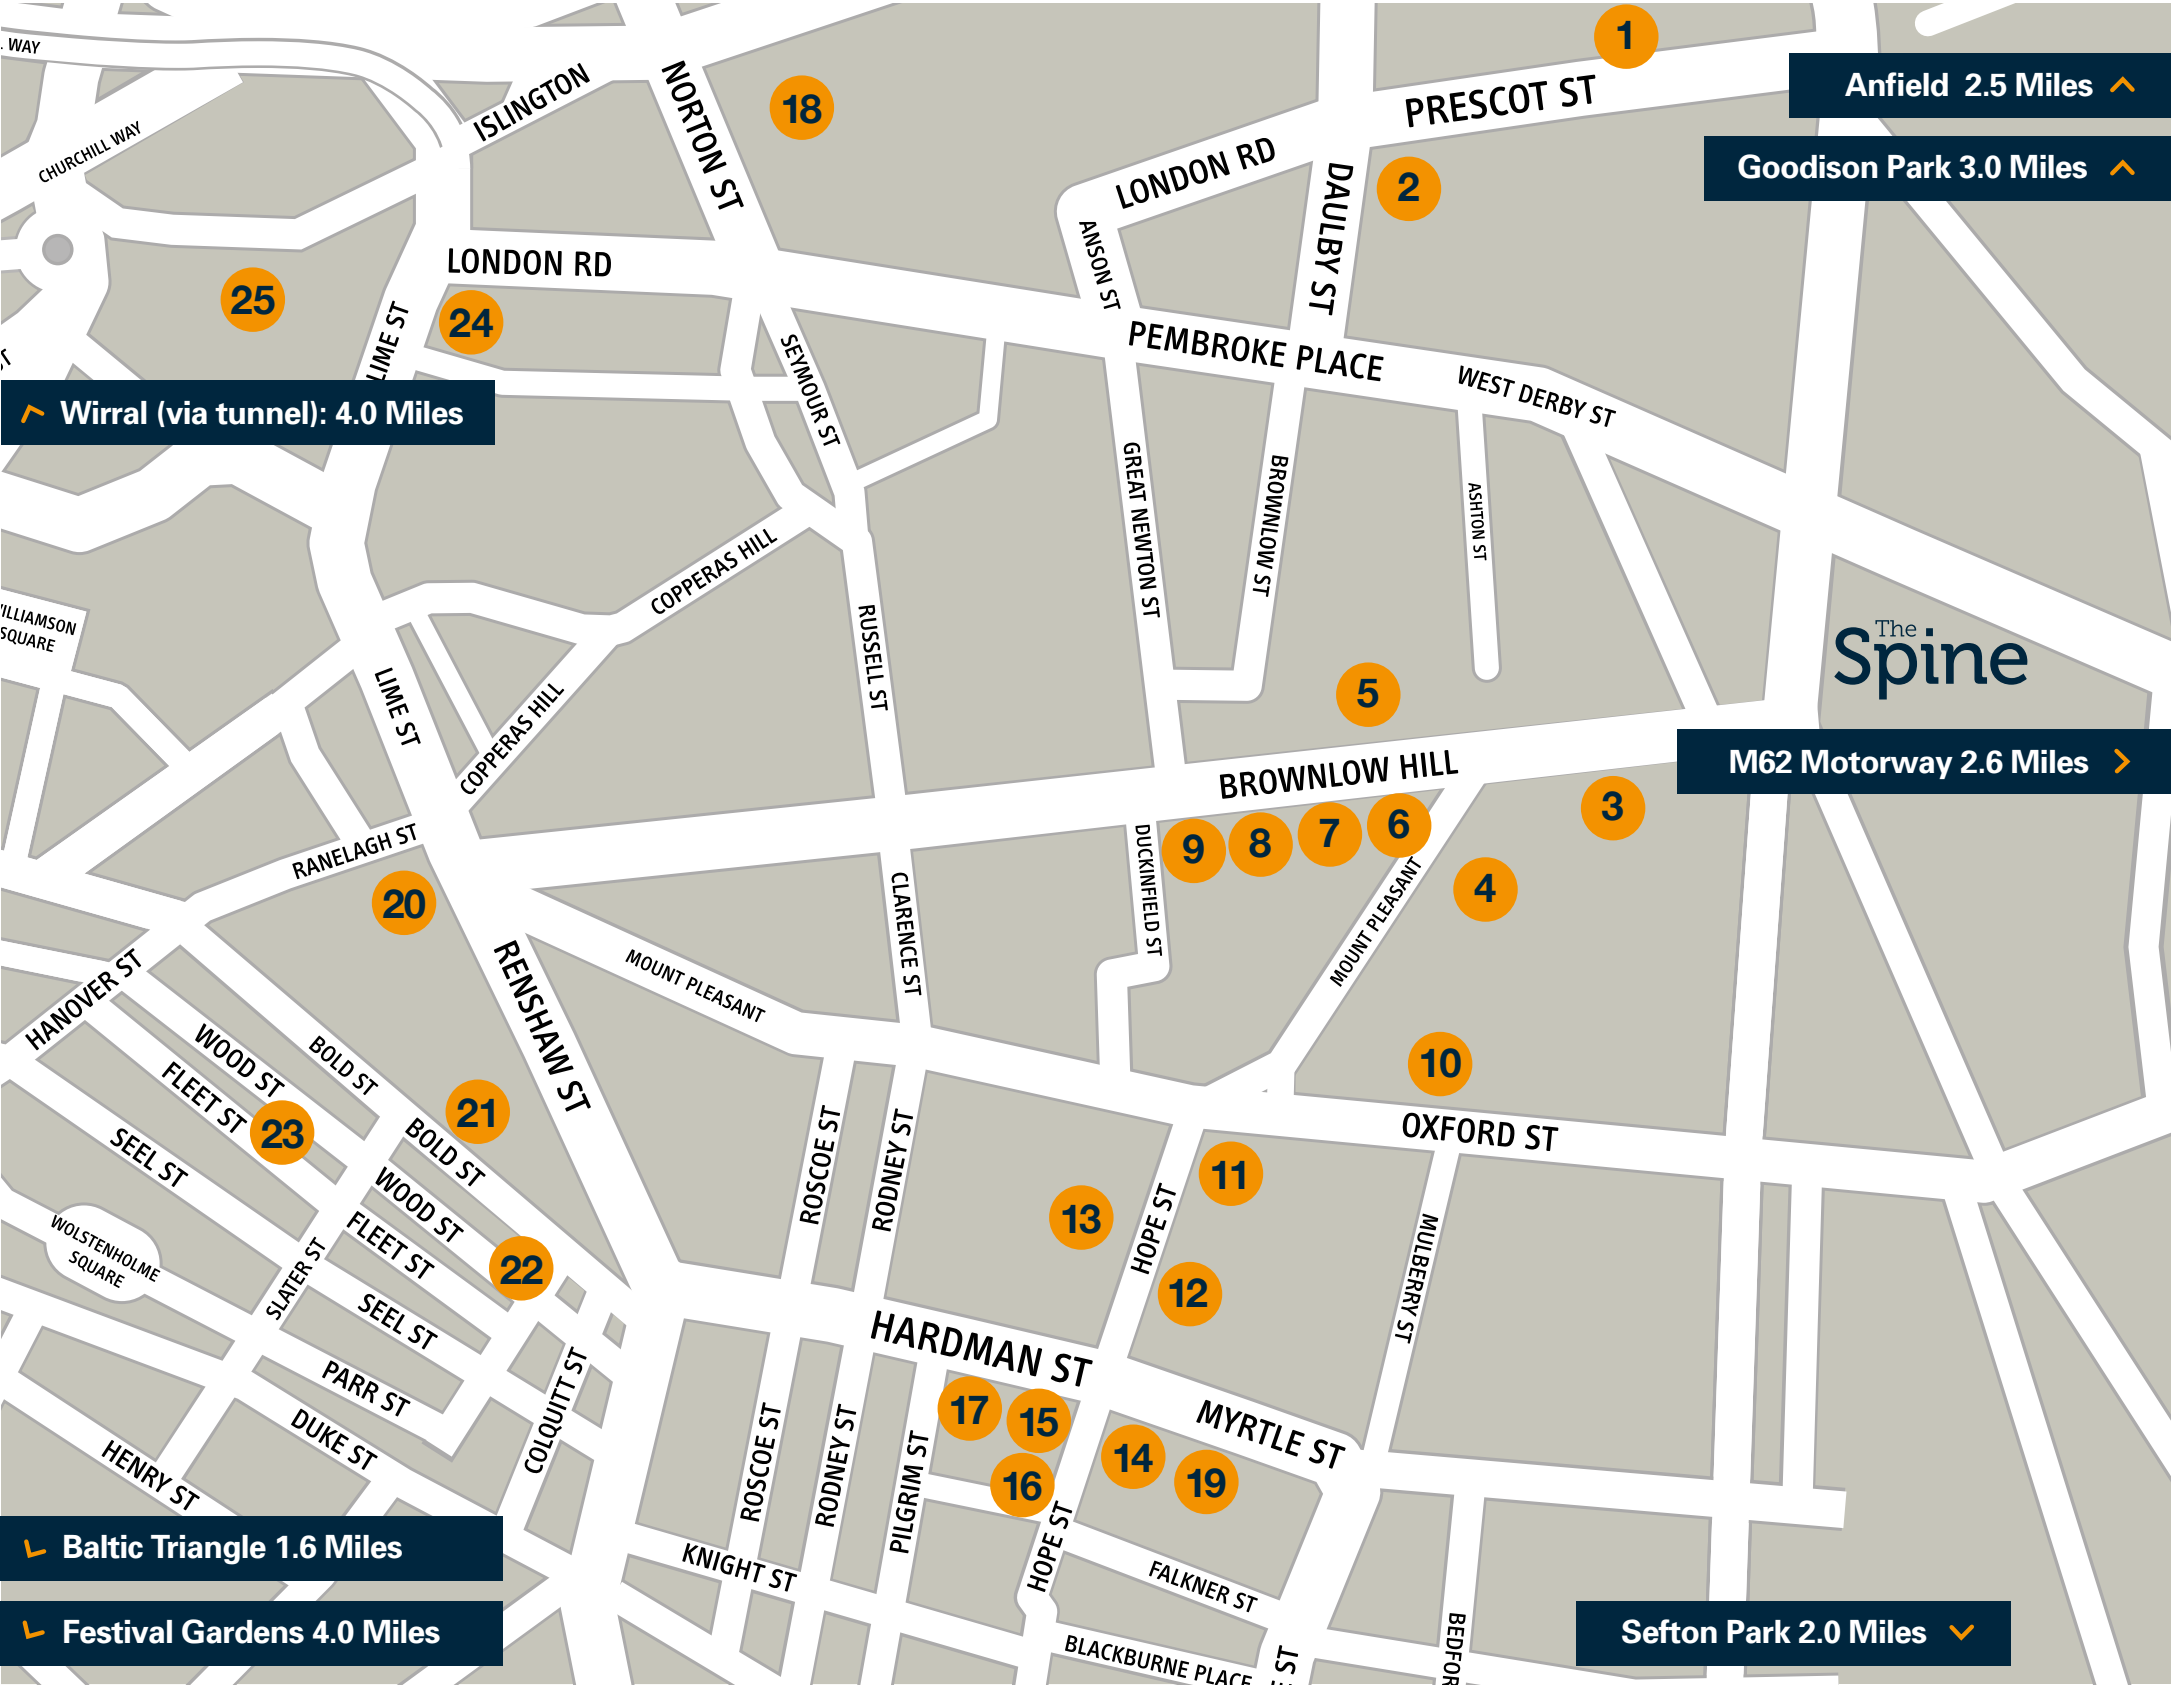 WAY
CHURCHILL WAY
ISLINGTON
NORTON ST
18
1
PRESCOT ST
Anfield 2.5 Miles
Goodison Park 3.0 Miles
LONDON RD
2
DAULBY ST
ANSON ST
LONDON RD
25
24
LIME ST
SEYMOUR ST
PEMBROKE PLACE
WEST DERBY ST
Wirral (via tunnel): 4.0 Miles
GREAT NEWTON ST
BROWNLOW ST
ASHTON ST
COPPERAS HILL
RUSSELL ST
The
Spine
SQUARE
LIME ST
COPPERAS HILL
5
BROWNLOW HILL
M62 Motorway 2.6 Miles
3
6
7
8
9
DUCKINFIELD ST
RANELAGH ST
20
CLARENCE ST
MOUNT PLEASANT
4
RENSHAW ST
MOUNT PLEASANT
HANOVER ST
WOOD ST
BOLD ST
FLEET ST
10
OXFORD ST
21
23
BOLD ST
SEEL ST
WOOD ST
ROSCOE ST
RODNEY ST
13
HOPE ST
11
MULBERRY ST
WOLSTENHOLME
SQUARE
FLEET ST
22
12
SLATER ST
SEEL ST
HARDMAN ST
PARR ST
COLQUITT ST
17
15
MYRTLE ST
DUKE ST
HENRY ST
ROSCOE ST
RODNEY ST
PILGRIM ST
16
14
19
HOPE ST
Baltic Triangle 1.6 Miles
KNIGHT ST
FALKNER ST
Festival Gardens 4.0 Miles
BLACKBURNE PLACE
ST
BEDFOR
Sefton Park 2.0 Miles